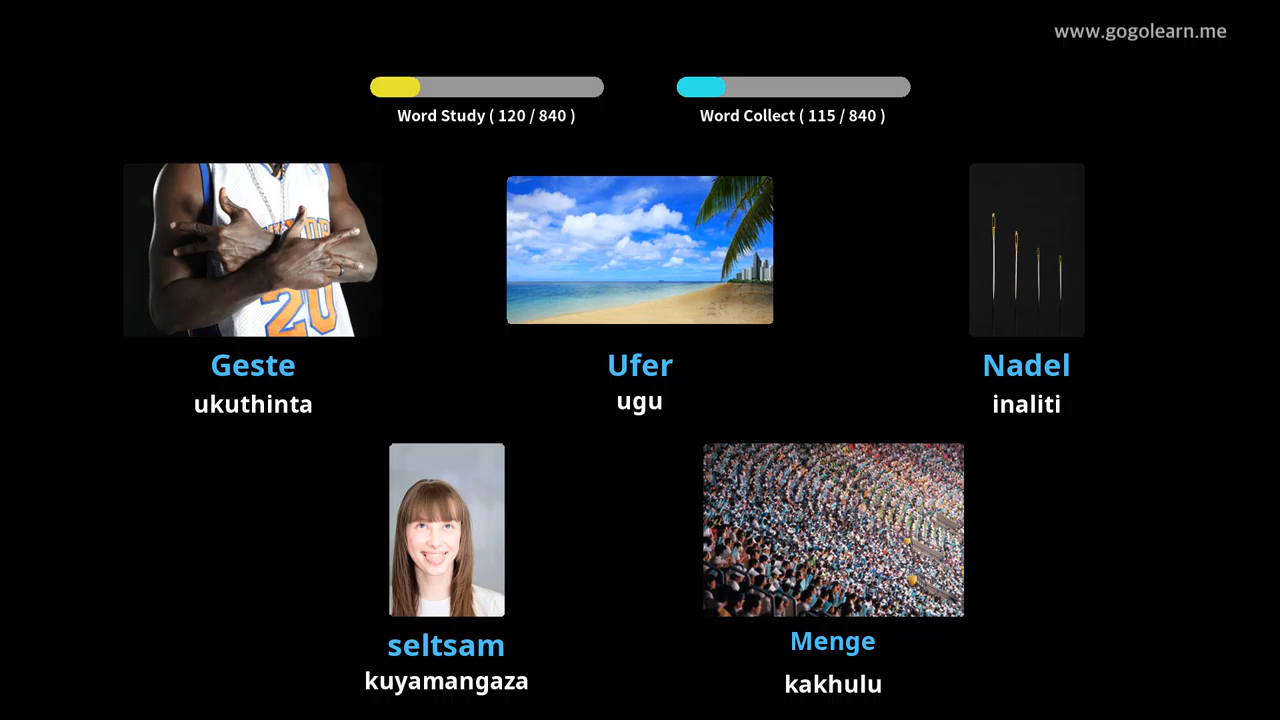 www.gogolearn.me
Word Study ( 120 / 840 )
Word Collect ( 115 / 840 )
20
Geste
ukuthinta
Ufer
ugu
Nadel
inaliti
seltsam
kuyamangaza
Menge
kakhulu